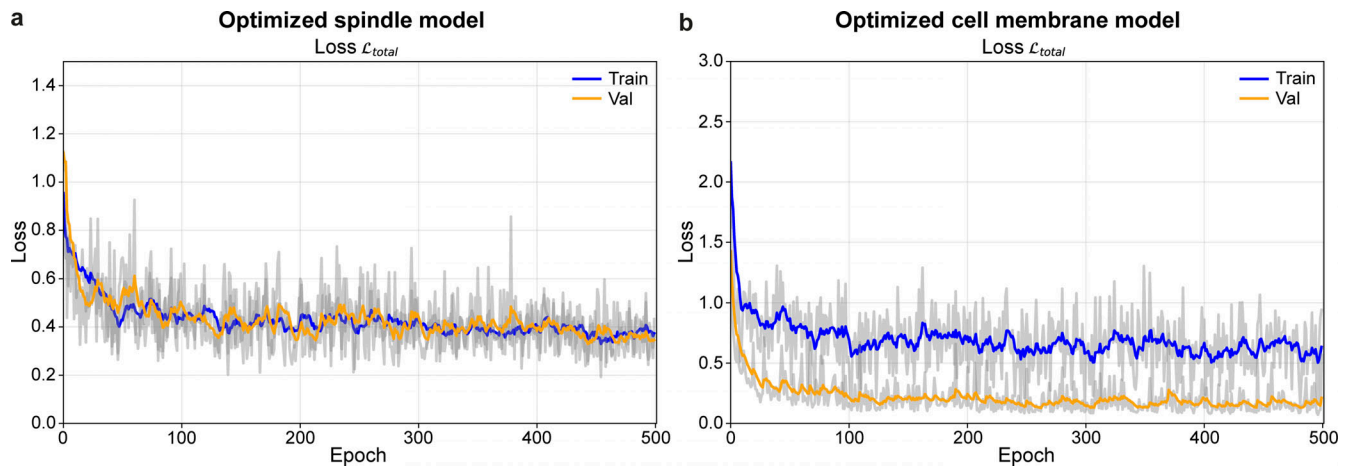 a
Optimized spindle model
Loss ℒtotal
1.4
1.2
1.0
0.8
0.6
0.4
0.2
0.0
Loss
Train
Val
0
100
200
300
400
500
Epoch
b
Optimized cell membrane model
Loss ℒtotal
3.0
2.5
2.0
1.5
1.0
0.5
0.0
Loss
Train
Val
0
100
200
300
400
500
Epoch